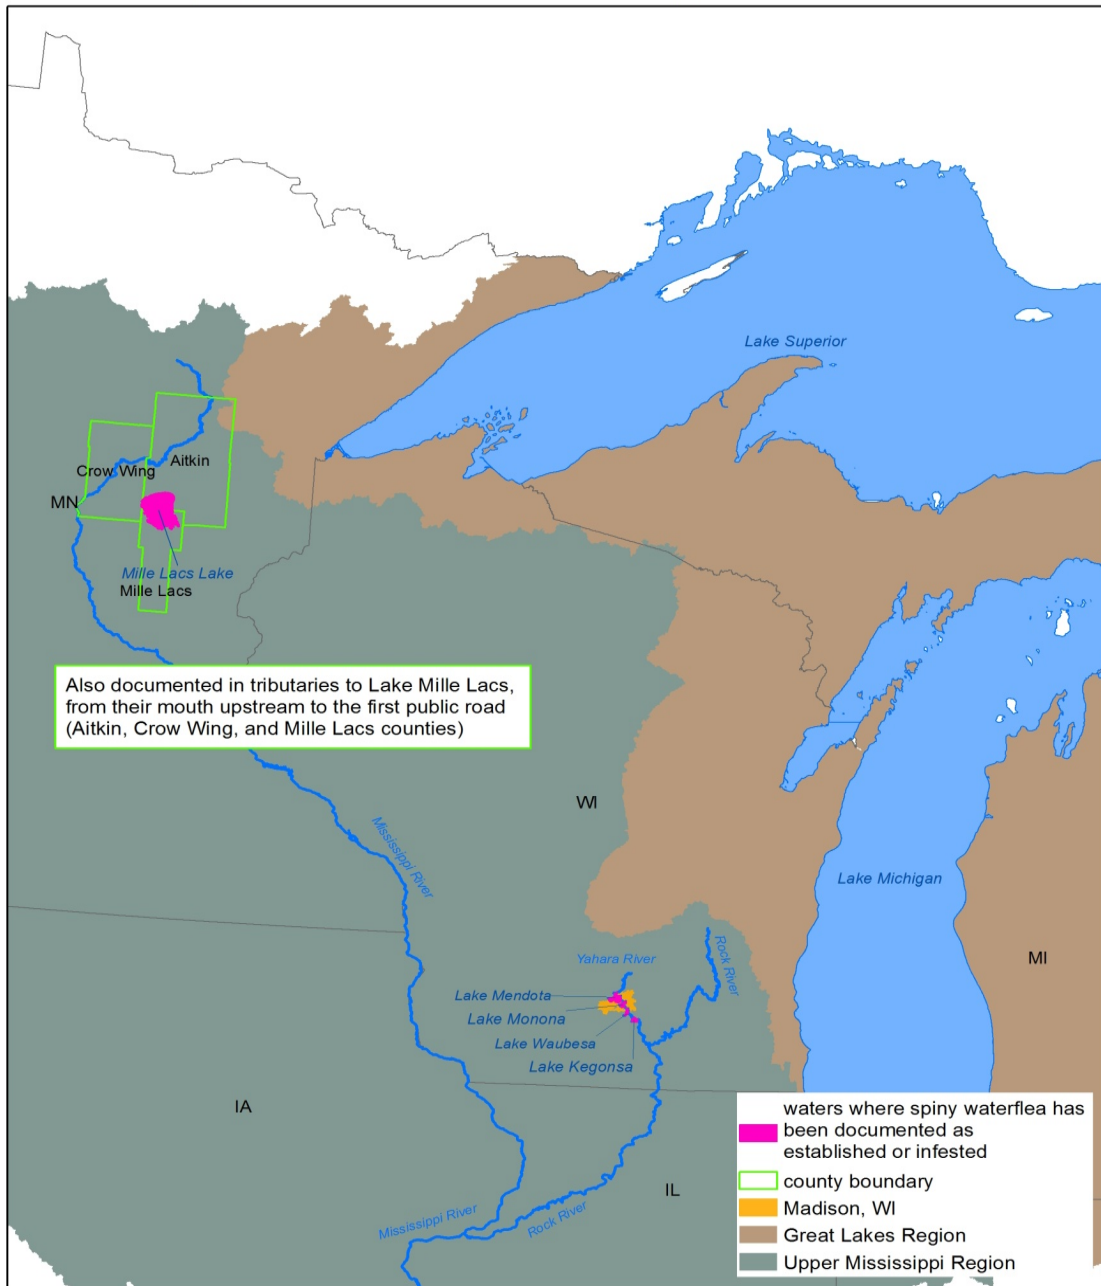 Lake Superior
Aitkin
Crow Wing
MN
Mille Lacs Lake
Mille Lacs
Also documented in tributaries to Lake Mille Lacs,
from their mouth upstream to the first public road
(Aitkin, Crow Wing, and Mille Lacs counties)
WI
Mississippi River
Lake Michigan
MI
Rock River
Yahara River
Lake Mendota
Lake Monona
Lake Waubesa
Lake Kegonsa
IA
IL
Mississippi River
Rock River
waters where spiny waterflea has
been documented as
established or infested
county boundary
Madison, WI
Great Lakes Region
Upper Mississippi Region